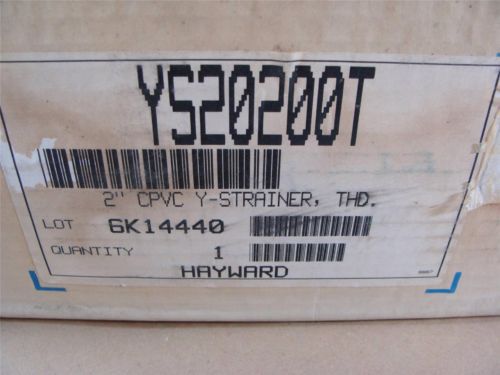 YS20200T
2" CPVC Y-STRAINER, THD.
LOT 6K14440
QUANTITY 1
HAYWARD